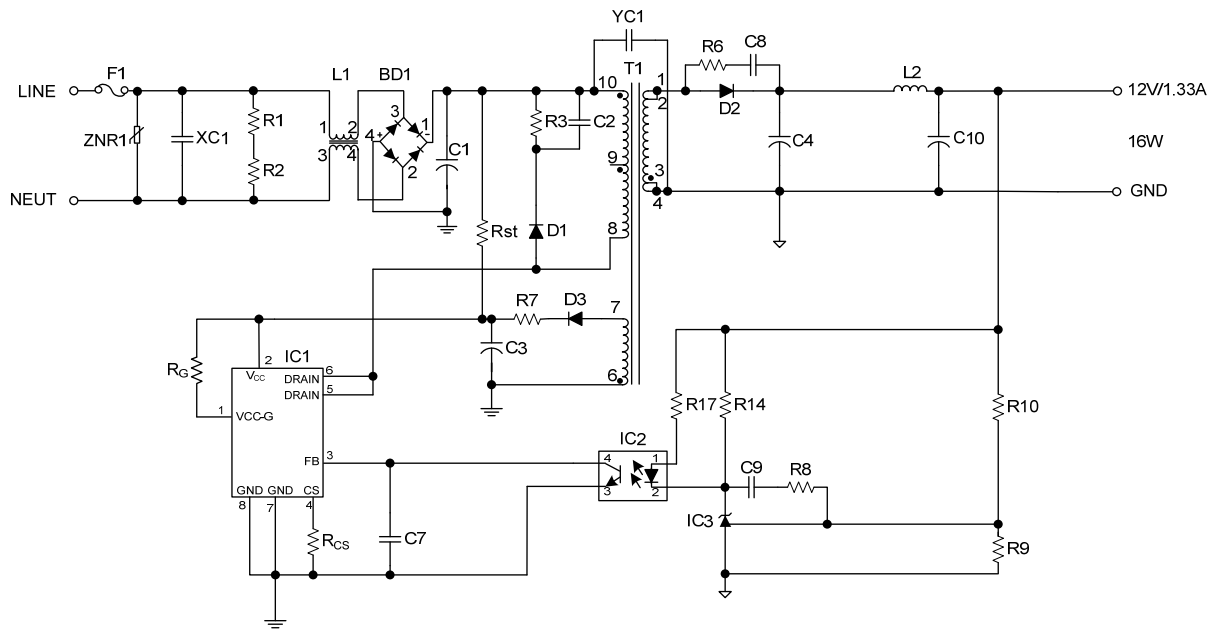 YC1
F1
L1
BD1
T1
R6
C8
L2
LINE
12V/1.33A
10
1
2
D2
ZNR1
XC1
R1
R2
1
2
3
4
3
4
+
1
-
2
C1
R3
C2
9
3
4
C4
C10
16W
NEUT
GND
Rst
D1
8
R7
D3
7
C3
6
RG
IC1
2
VCC
DRAIN
6
DRAIN
5
1
VCC-G
R17
R14
R10
FB
3
IC2
4
3
1
2
C9
R8
IC3
GND
GND
CS
8
7
4
RCS
C7
R9